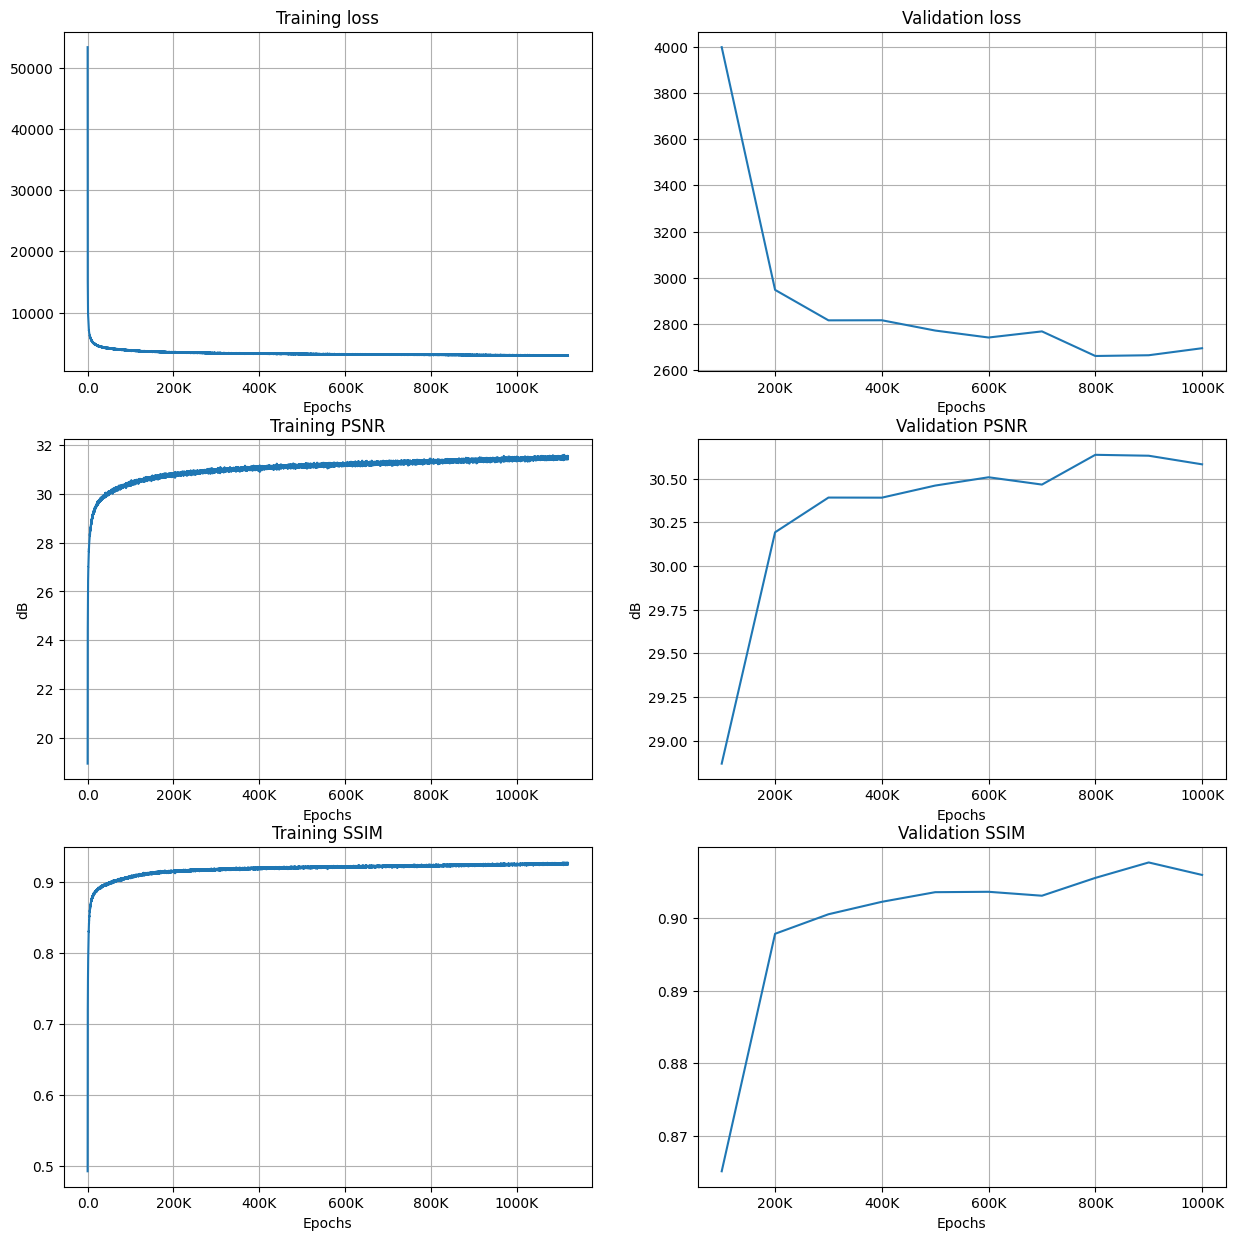 Training loss
50000
40000
30000
20000
10000
0.0 200K 400K 600K 800K 1000K
Epochs
Validation loss
4000
3800
3600
3400
3200
3000
2800
2600
200K 400K 600K 800K 1000K
Epochs
Training PSNR
dB
32
30
28
26
24
22
20
0.0 200K 400K 600K 800K 1000K
Epochs
Validation PSNR
dB
30.50
30.25
30.00
29.75
29.50
29.25
29.00
200K 400K 600K 800K 1000K
Epochs
Training SSIM
0.9
0.8
0.7
0.6
0.5
0.0 200K 400K 600K 800K 1000K
Epochs
Validation SSIM
0.90
0.89
0.88
0.87
200K 400K 600K 800K 1000K
Epochs